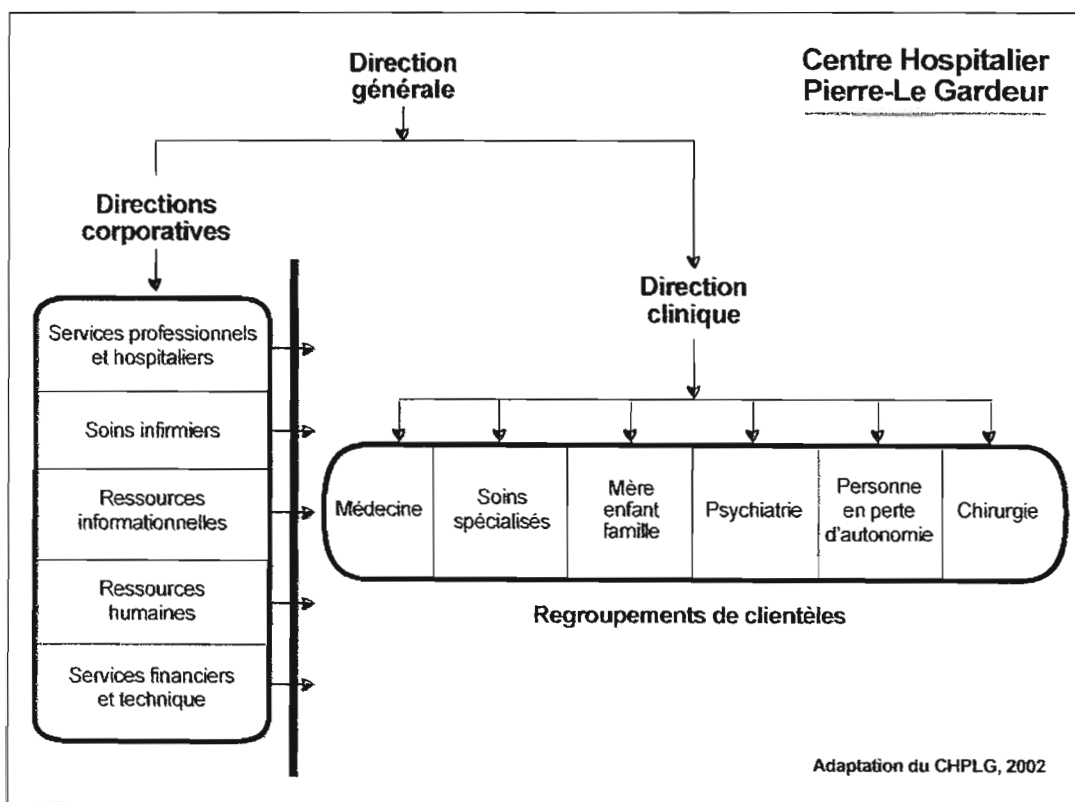 Centre Hospitalier
Pierre-Le Gardeur
Direction
générale
Directions
corporatives
Services professionnels
et hospitaliers
Soins infirmiers
Ressources
informationnelles
Ressources
humaines
Services financiers
et technique
Direction
clinique
Médecine
Soins
spécialisés
Mère
enfant
famille
Psychiatrie
Personne
en perte
d'autonomie
Chirurgie
Regroupements de clientèles
Adaptation du CHPLG, 2002